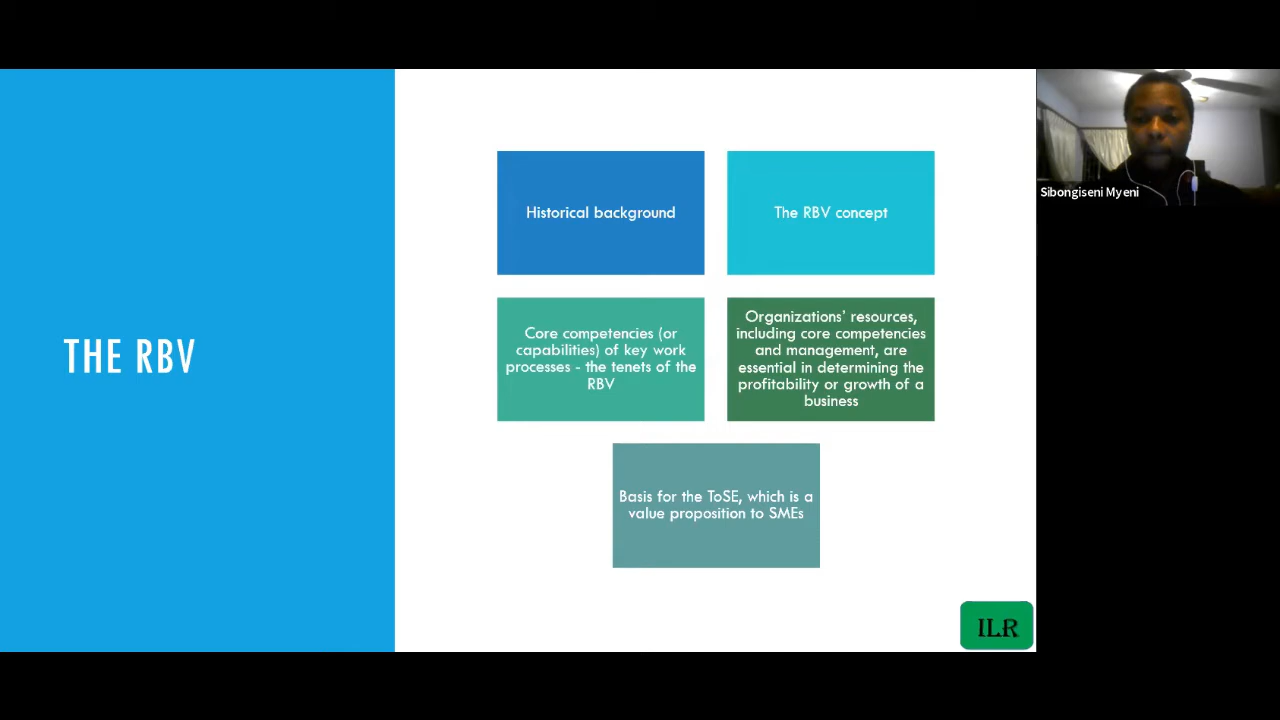 THE RBV
Historical background
The RBV concept
Core competencies (or
capabilities) of key work
processes - the tenets of the
RBV
Organizations’ resources,
including core competencies
and management, are
essential in determining the
profitability or growth of a
business
Basis for the ToSE, which is a
value proposition to SMEs
ILR
Sibongiseni Myeni